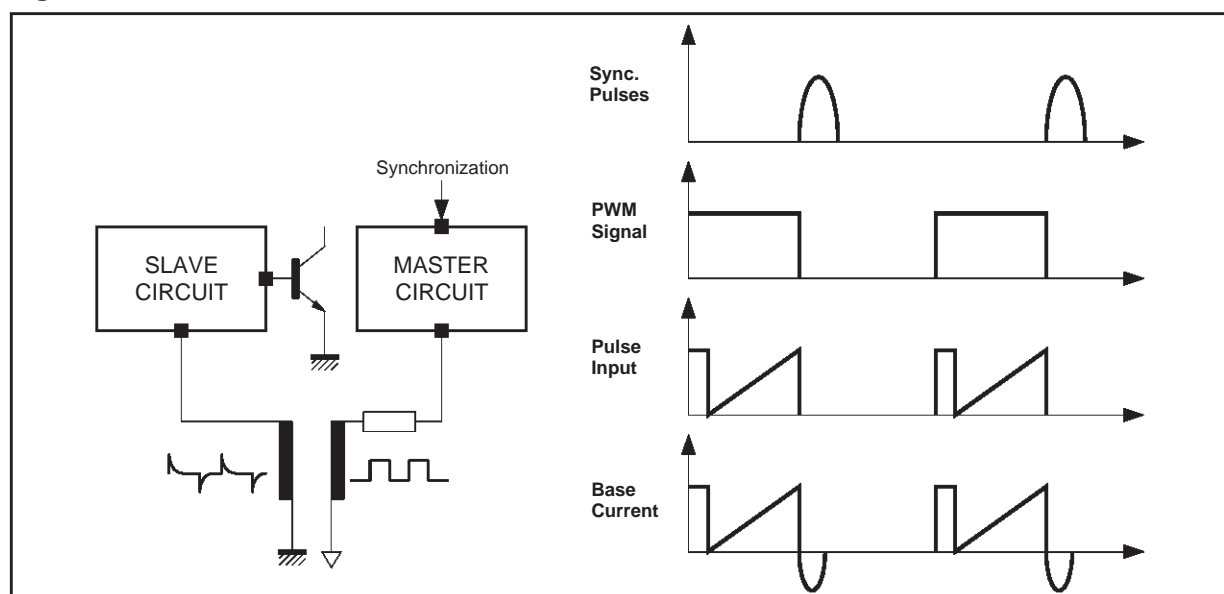 Synchronization
SLAVE
CIRCUIT
MASTER
CIRCUIT
Sync.
Pulses
PWM
Signal
Pulse
Input
Base
Current